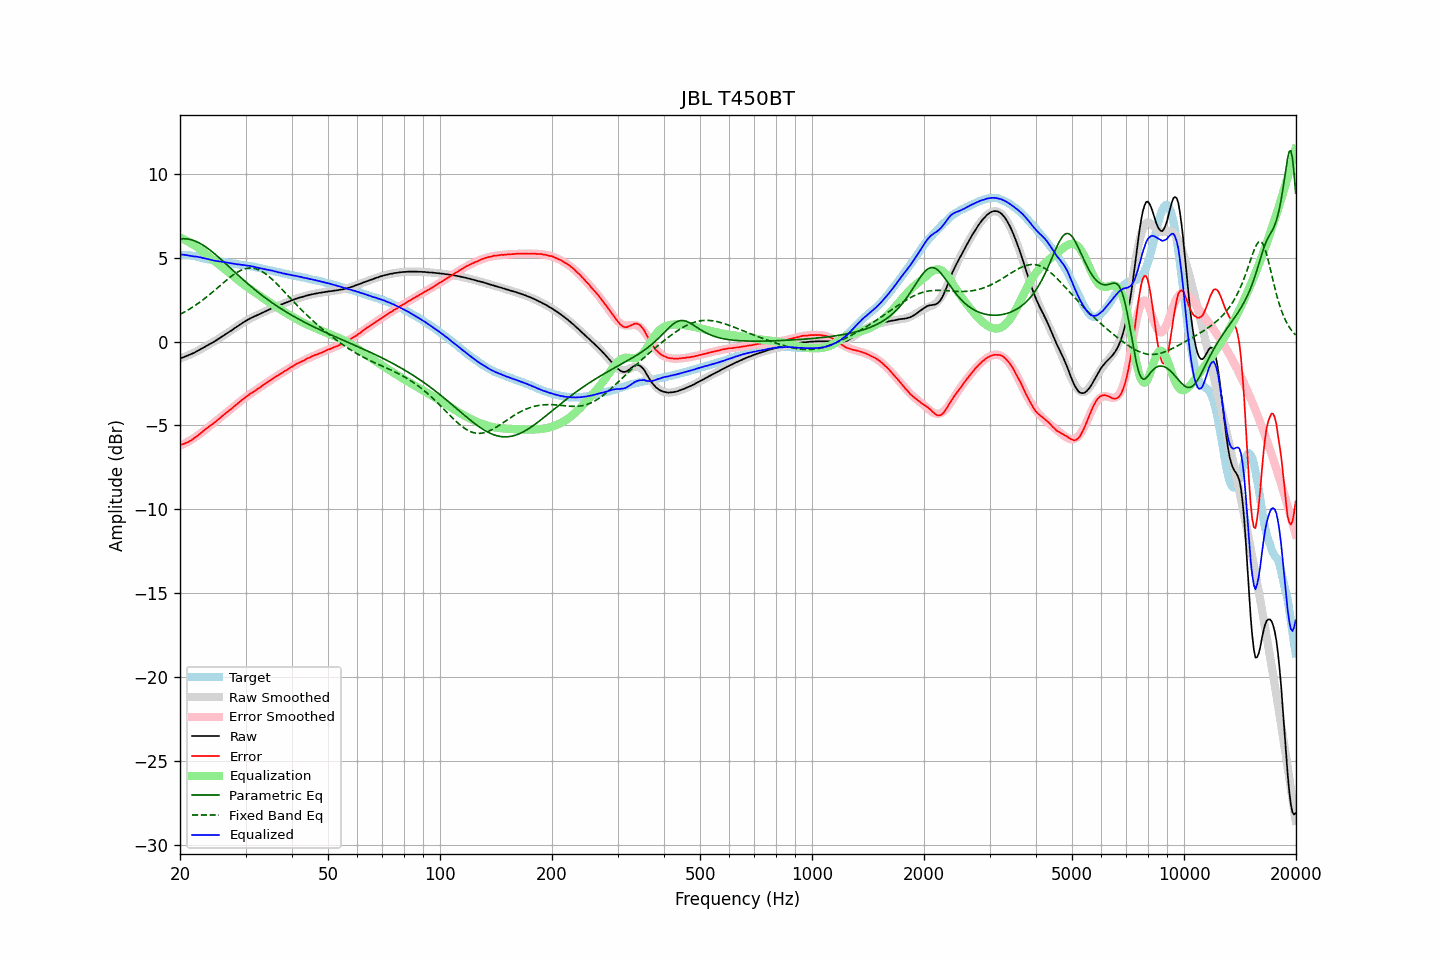 JBL T450BT
Amplitude (dBr)
10
5
0
−5
−10
−15
−20
−25
−30
Target
Raw Smoothed
Error Smoothed
Raw
Error
Equalization
Parametric Eq
Fixed Band Eq
Equalized
20 50 100 200 500 1000 2000 5000 10000 20000
Frequency (Hz)